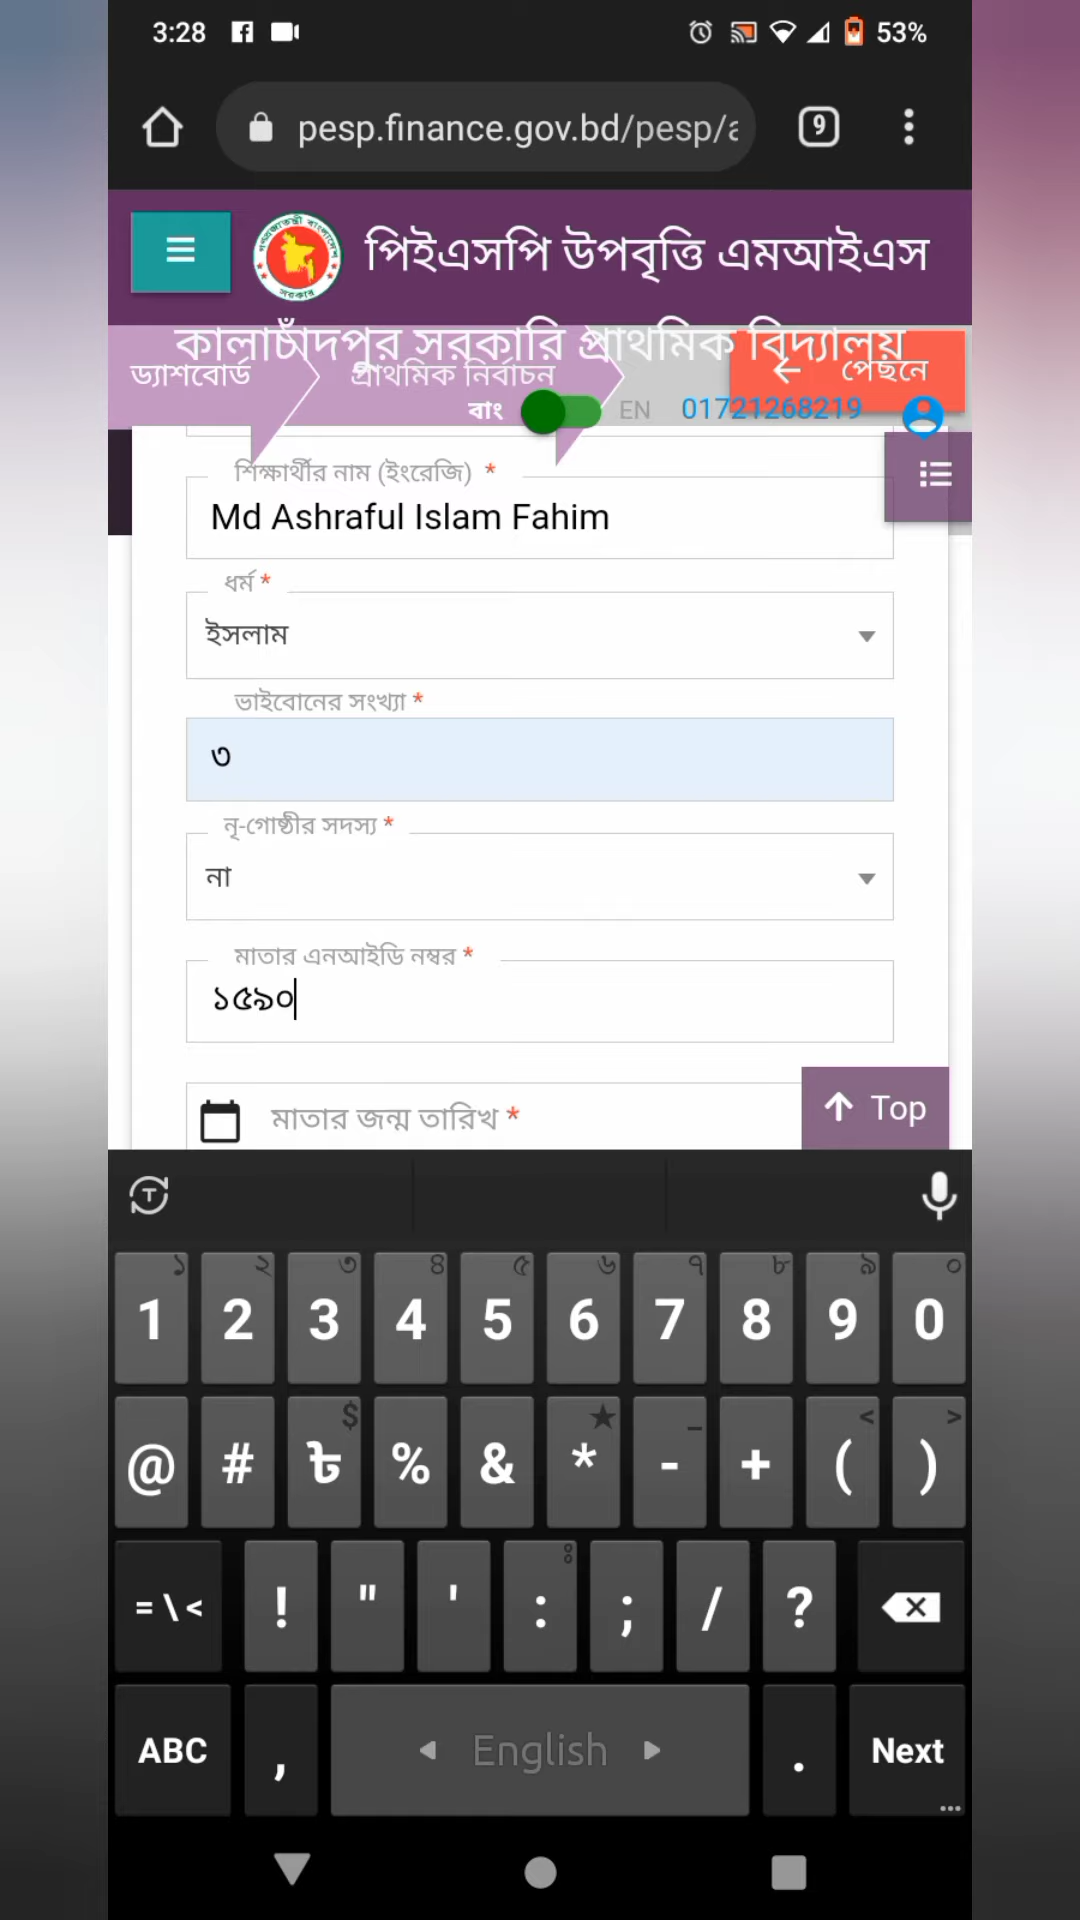 3:28 53%
pesp.finance.gov.bd/pesp/a
9
পিইএসপি উপবৃত্তি এমআইএস
কালাচাঁদপুর সরকারি প্রাথমিক বিদ্যালয়
ড্যাশবোর্ড প্রাথমিক নির্বাচন ← পেছনে
বাং EN 01721268219
শিক্ষার্থীর নাম (ইংরেজি) *
Md Ashraful Islam Fahim
ধর্ম *
ইসলাম
ভাইবোনের সংখ্যা *
৩
নৃ-গোষ্ঠীর সদস্য *
না
মাতার এনআইডি নম্বর *
১৫৯০
মাতার জন্ম তারিখ *
↑ Top
১ ২ ৩ ৪ ৫ ৬ ৭ ৮ ৯ ০
1 2 3 4 5 6 7 8 9 0
$ ★ _ < >
@ # ৳ % & * - + ( )
= \ < ! " ' : ; / ?
ABC , English . Next